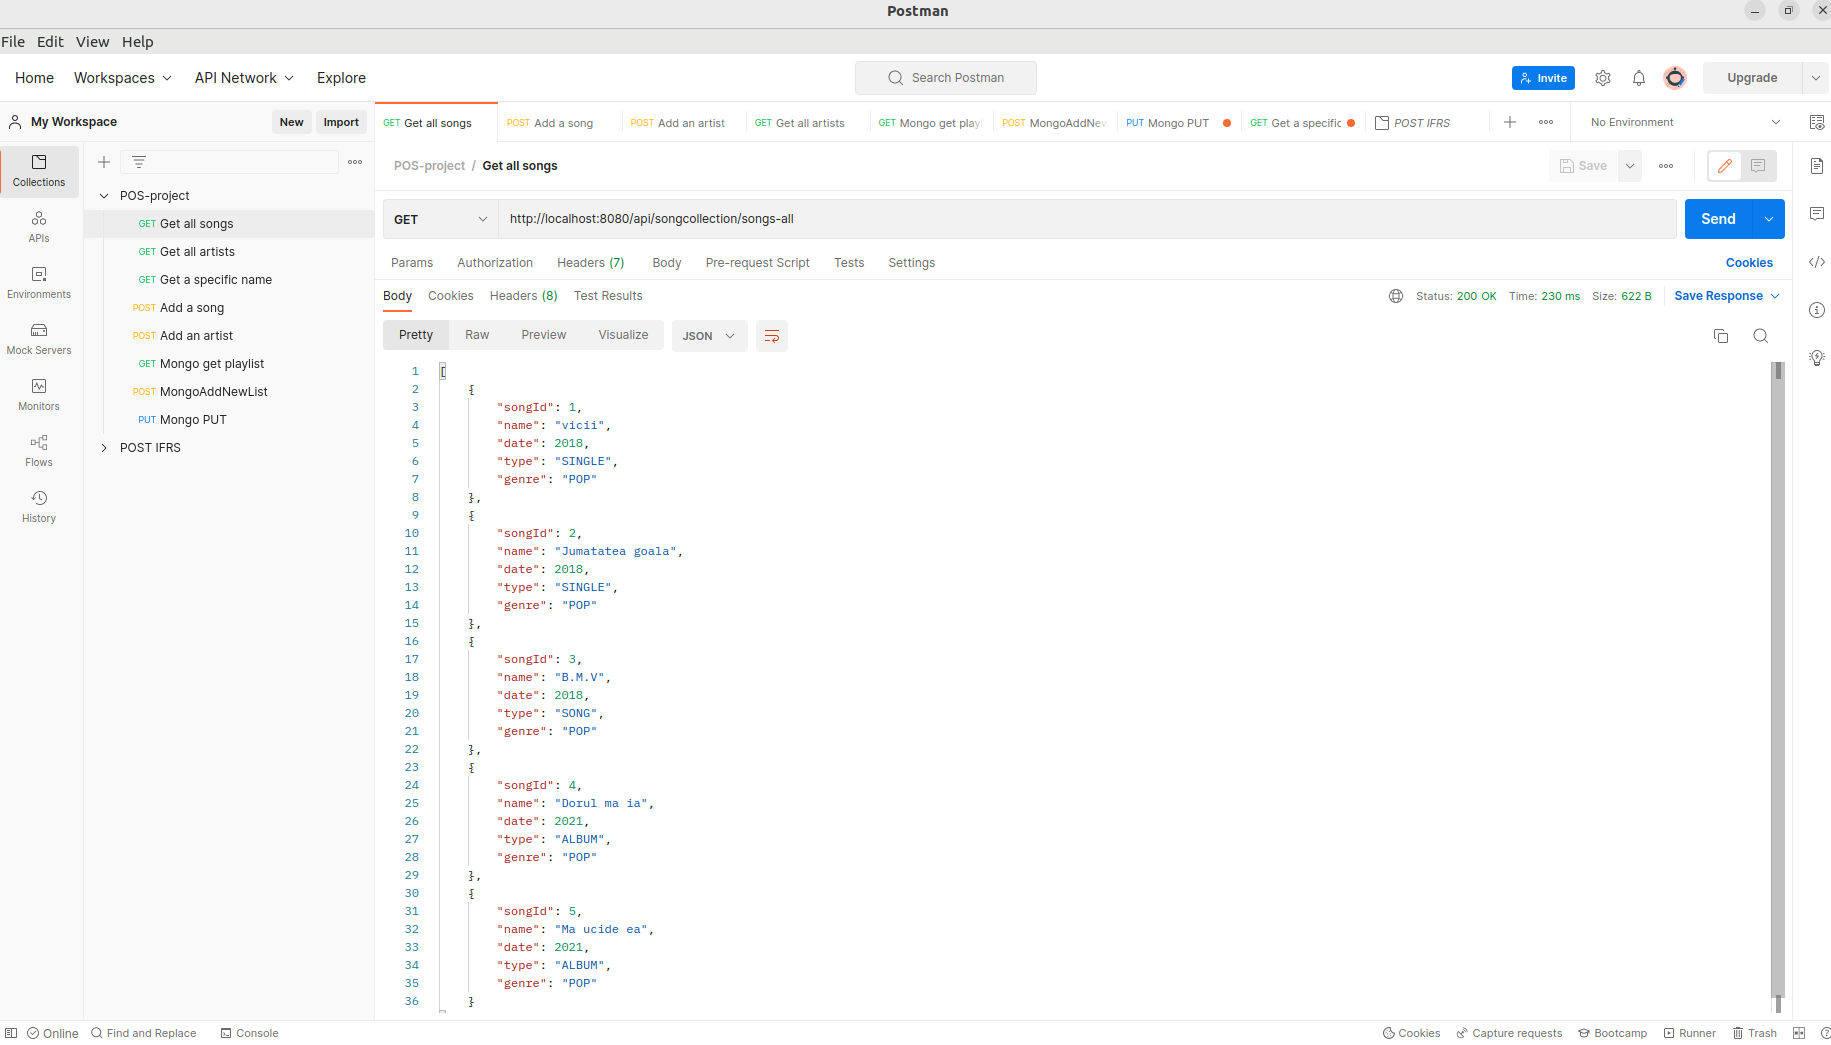 Postman
File Edit View Help
Home Workspaces API Network Explore Search Postman Invite Upgrade
My Workspace New Import
GET Get all songs POST Add a song POST Add an artist GET Get all artists GET Mongo get play POST MongoAddNew PUT Mongo PUT GET Get a specific POST IFRS No Environment
Collections
APIs
Environments
Mock Servers
Monitors
Flows
History
POS-project
GET Get all songs
GET Get all artists
GET Get a specific name
POST Add a song
POST Add an artist
GET Mongo get playlist
POST MongoAddNewList
PUT Mongo PUT
POST IFRS
POS-project / Get all songs Save
GET http://localhost:8080/api/songcollection/songs-all Send
Params Authorization Headers (7) Body Pre-request Script Tests Settings Cookies
Body Cookies Headers (8) Test Results Status: 200 OK Time: 230 ms Size: 622 B Save Response
Pretty Raw Preview Visualize JSON
1 [
2 {
3 "songId": 1,
4 "name": "vicii",
5 "date": 2018,
6 "type": "SINGLE",
7 "genre": "POP"
8 },
9 {
10 "songId": 2,
11 "name": "Jumatatea goala",
12 "date": 2018,
13 "type": "SINGLE",
14 "genre": "POP"
15 },
16 {
17 "songId": 3,
18 "name": "B.M.V",
19 "date": 2018,
20 "type": "SONG",
21 "genre": "POP"
22 },
23 {
24 "songId": 4,
25 "name": "Dorul ma ia",
26 "date": 2021,
27 "type": "ALBUM",
28 "genre": "POP"
29 },
30 {
31 "songId": 5,
32 "name": "Ma ucide ea",
33 "date": 2021,
34 "type": "ALBUM",
35 "genre": "POP"
36 }
Online Find and Replace Console Cookies Capture requests Bootcamp Runner Trash